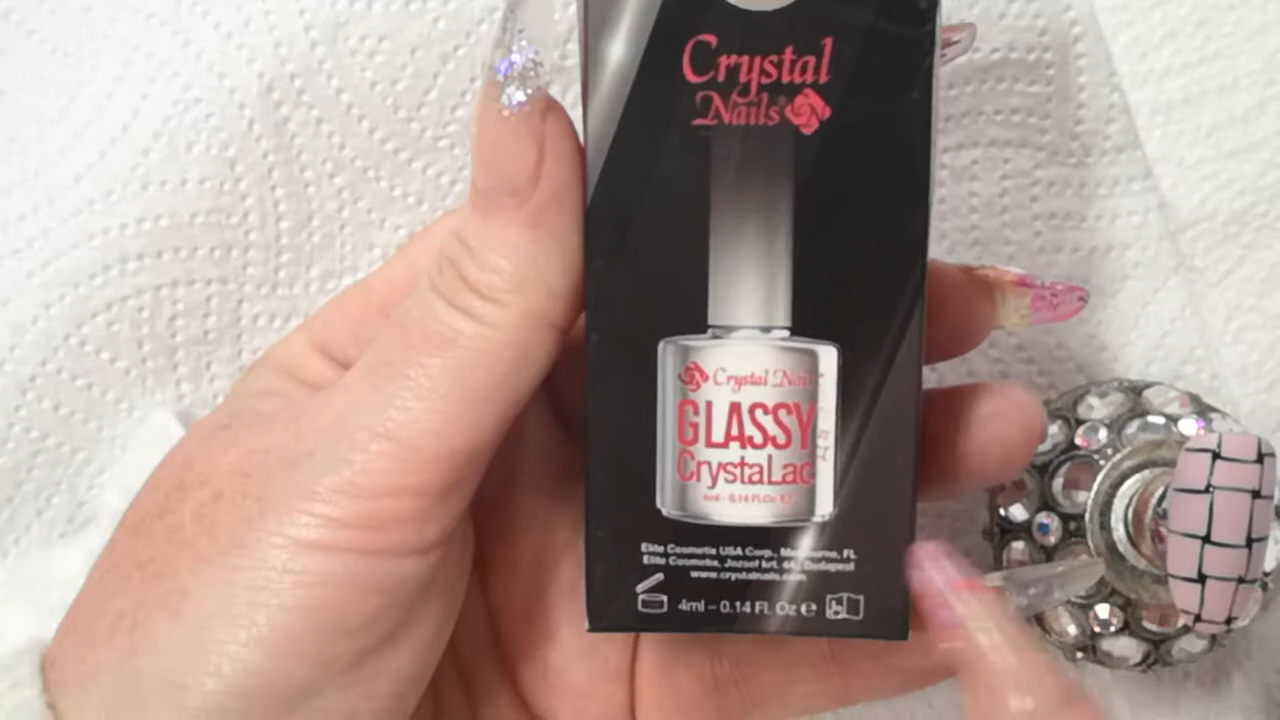 Crystal
Nails
Crystal Nail
GLASSY
CrystaLac
4ml - 0.14 FL Oz
Elite Cosmetix USA Corp., Melbourne, FL
Elite Cosmetix, Jozsef krt. 44, Budapest
www.crystalnails.com
4ml – 0.14 FL Oz e